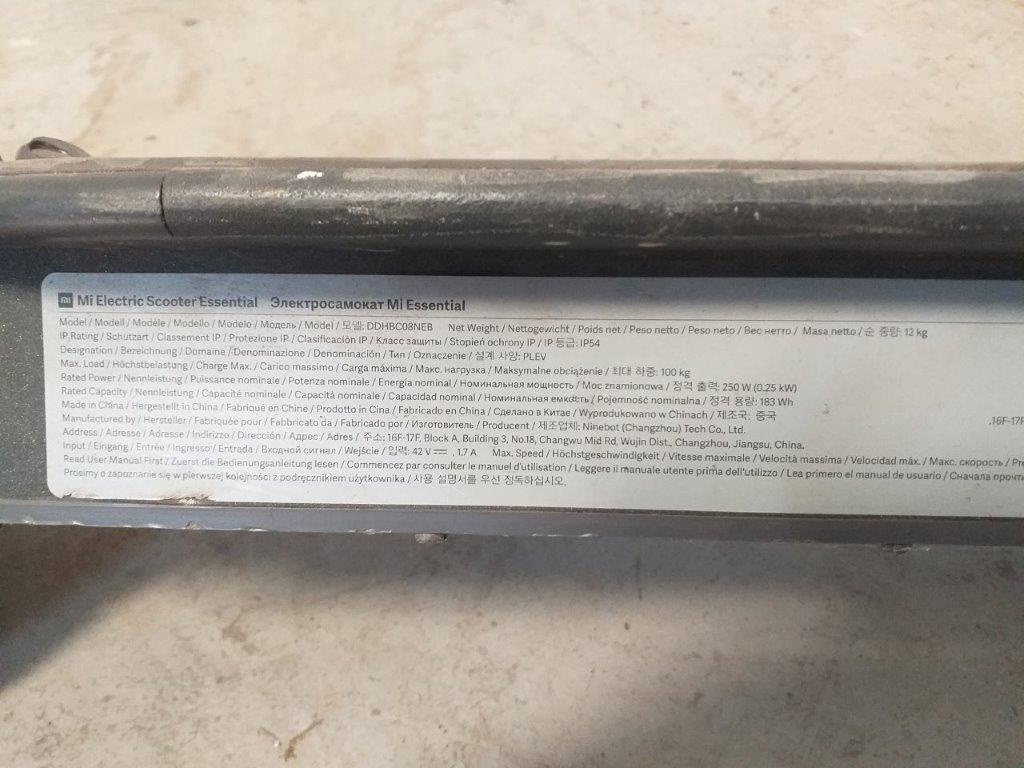 mi Mi Electric Scooter Essential Электросамокат Mi Essential
Model / Modell / Modèle / Modello / Modelo / Модель / Model / 모델: DDHBC08NEB Net Weight / Nettogewicht / Poids net / Peso netto / Peso neto / Вес нетто / Masa netto / 순 중량: 12 kg
IP Rating / Schutzart / Classement IP / Protezione IP / Clasificación IP / Класс защиты / Stopień ochrony IP / IP 등급: IP54
Designation / Bezeichnung / Domaine / Denominazione / Denominación / Тип / Oznaczenie / 설계 사양: PLEV
Max. Load / Höchstbelastung / Charge Max. / Carico massimo / Carga máxima / Макс. нагрузка / Maksymalne obciążenie / 최대 하중: 100 kg
Rated Power / Nennleistung / Puissance nominale / Potenza nominale / Energía nominal / Номинальная мощность / Moc znamionowa / 정격 출력: 250 W (0.25 kW)
Rated Capacity / Nennleistung / Capacité nominale / Capacità nominale / Capacidad nominal / Номинальная емкость / Pojemność nominalna / 정격 용량: 183 Wh
Made in China / Hergestellt in China / Fabriqué en Chine / Prodotto in Cina / Fabricado en China / Сделано в Китае / Wyprodukowano w Chinach / 제조국: 중국
Manufactured by / Hersteller / Fabriquée pour / Fabbricato da / Fabricado por / Изготовитель / Producent / 제조업체: Ninebot (Changzhou) Tech Co., Ltd.
.16F-17F
Address / Adresse / Adresse / Indirizzo / Dirección / Адрес / Adres / 주소: 16F-17F, Block A, Building 3, No.18, Changwu Mid Rd, Wujin Dist., Changzhou, Jiangsu, China.
Input / Eingang / Entrée / Ingresso / Entrada / Входной сигнал / Wejście / 입력: 42 V⎓, 1.7 A Max. Speed / Höchstgeschwindigkeit / Vitesse maximale / Velocità massima / Velocidad máx. / Макс. скорость / Pr
Read User Manual First / Zuerst die Bedienungsanleitung lesen / Commencez par consulter le manuel d'utilisation / Leggere il manuale utente prima dell'utilizzo / Lea primero el manual de usuario / Сначала прочти
Prosimy o zapoznanie się w pierwszej kolejności z podręcznikiem użytkownika / 사용 설명서를 우선 정독하십시오.